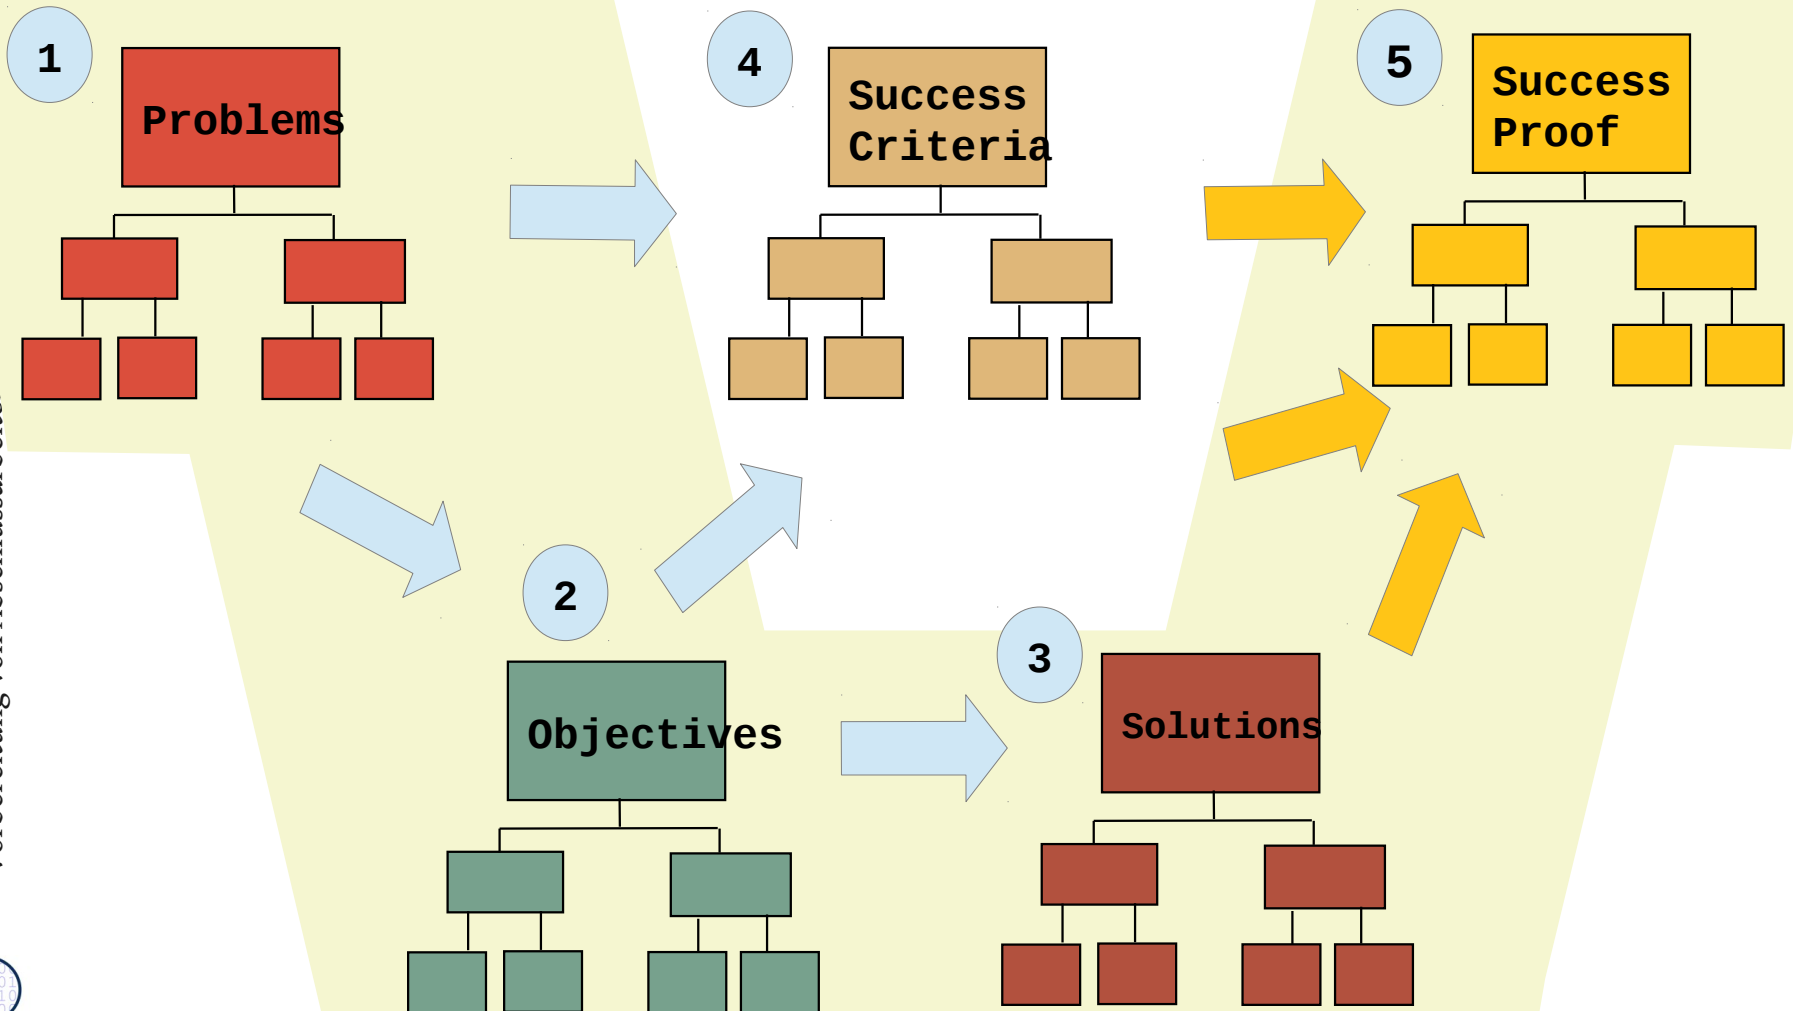 1
Problems
4
Success
Criteria
5
Success
Proof
2
Objectives
3
Solutions